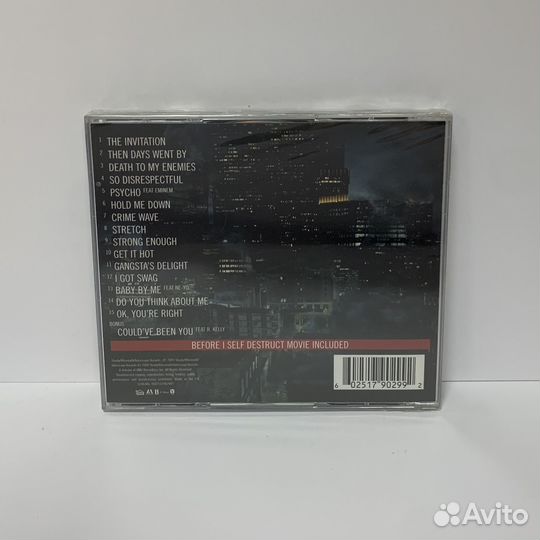 1 THE INVITATION
2 THEN DAYS WENT BY
3 DEATH TO MY ENEMIES
4 SO DISRESPECTFUL
5 PSYCHO FEAT EMINEM
6 HOLD ME DOWN
7 CRIME WAVE
8 STRETCH
9 STRONG ENOUGH
10 GET IT HOT
11 GANGSTA'S DELIGHT
12 I GOT SWAG
13 BABY BY ME FEAT NE-YO
14 DO YOU THINK ABOUT ME
15 OK, YOU'RE RIGHT
BONUS
COULD'VE BEEN YOU FEAT R. KELLY
BEFORE I SELF DESTRUCT MOVIE INCLUDED
6 02517 90299 2
Avito